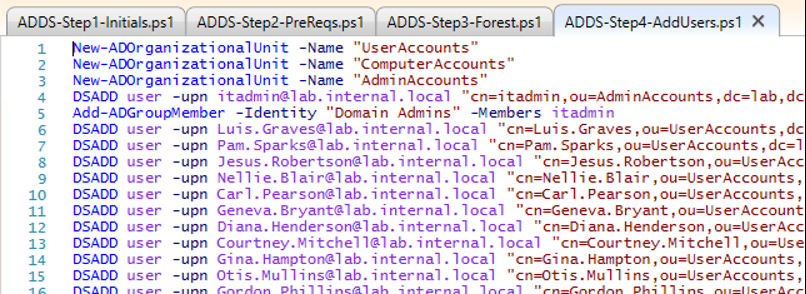 ADDS-Step1-Initials.ps1 ADDS-Step2-PreReqs.ps1 ADDS-Step3-Forest.ps1 ADDS-Step4-AddUsers.ps1 ✕
1 New-ADOrganizationalUnit -Name "UserAccounts"
2 New-ADOrganizationalUnit -Name "ComputerAccounts"
3 New-ADOrganizationalUnit -Name "AdminAccounts"
4 DSADD user -upn itadmin@lab.internal.local "cn=itadmin,ou=AdminAccounts,dc=lab,dc
5 Add-ADGroupMember -Identity "Domain Admins" -Members itadmin
6 DSADD user -upn Luis.Graves@lab.internal.local "cn=Luis.Graves,ou=UserAccounts,dc
7 DSADD user -upn Pam.Sparks@lab.internal.local "cn=Pam.Sparks,ou=UserAccounts,dc=l
8 DSADD user -upn Jesus.Robertson@lab.internal.local "cn=Jesus.Robertson,ou=UserAcc
9 DSADD user -upn Nellie.Blair@lab.internal.local "cn=Nellie.Blair,ou=UserAccounts,
10 DSADD user -upn Carl.Pearson@lab.internal.local "cn=Carl.Pearson,ou=UserAccounts,
11 DSADD user -upn Geneva.Bryant@lab.internal.local "cn=Geneva.Bryant,ou=UserAccount
12 DSADD user -upn Diana.Henderson@lab.internal.local "cn=Diana.Henderson,ou=UserAcc
13 DSADD user -upn Courtney.Mitchell@lab.internal.local "cn=Courtney.Mitchell,ou=Use
14 DSADD user -upn Gina.Hampton@lab.internal.local "cn=Gina.Hampton,ou=UserAccounts,
15 DSADD user -upn Otis.Mullins@lab.internal.local "cn=Otis.Mullins,ou=UserAccounts,
16 DSADD user -upn Gordon.Phillips@lab.internal.local "cn=Gordon.Phillips,ou=UserAcc